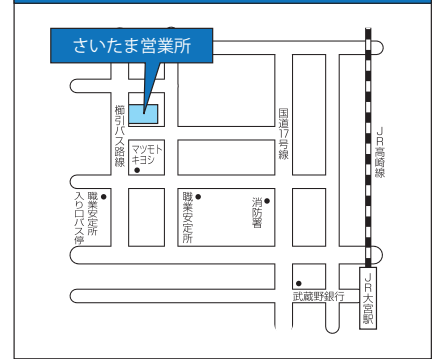 さいたま営業所
櫛引バス路線
国道17号線
JR高崎線
マツモト
キヨシ
職業安定所
入り口バス停
職業安定所
消防署
武蔵野銀行
JR大宮駅